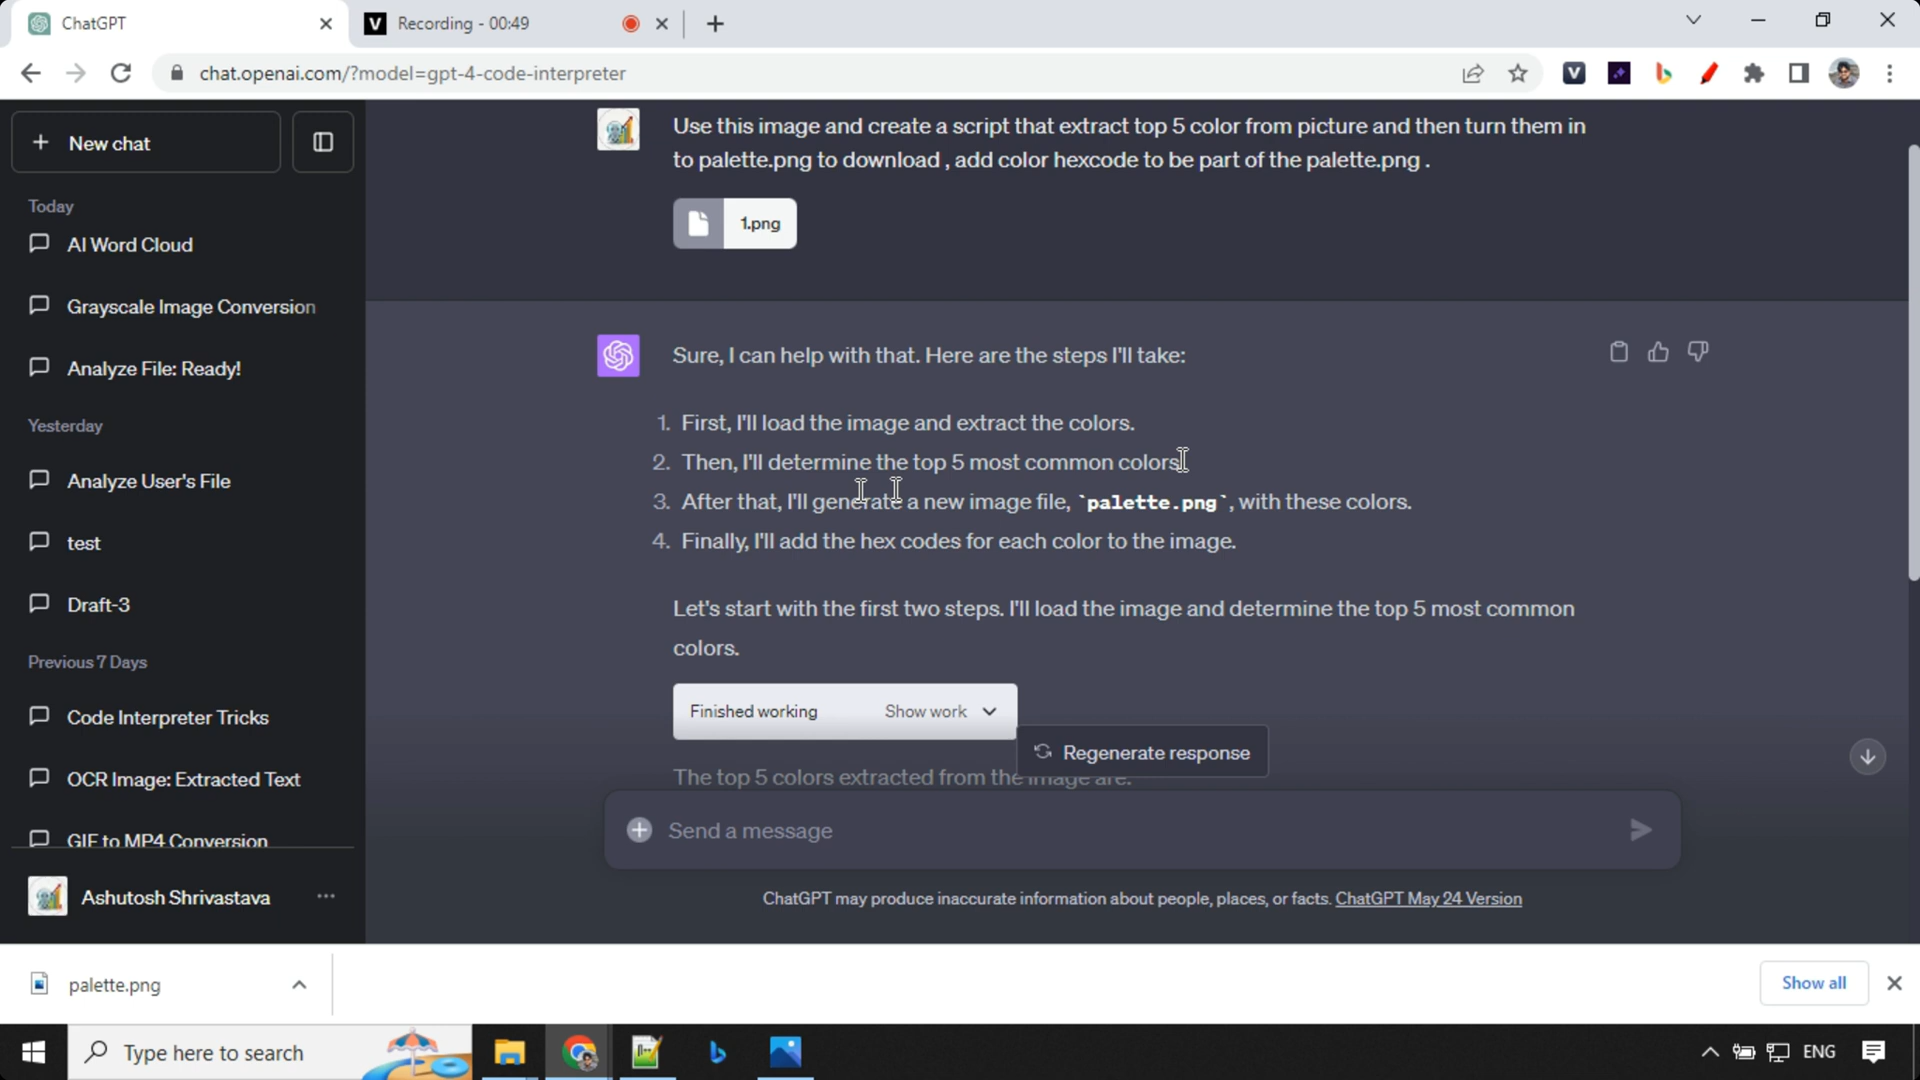 ChatGPT
V Recording - 00:49
chat.openai.com/?model=gpt-4-code-interpreter
New chat
Today
AI Word Cloud
Grayscale Image Conversion
Analyze File: Ready!
Yesterday
Analyze User's File
test
Draft-3
Previous 7 Days
Code Interpreter Tricks
OCR Image: Extracted Text
GIF to MP4 Conversion
Ashutosh Shrivastava
Use this image and create a script that extract top 5 color from picture and then turn them in
to palette.png to download , add color hexcode to be part of the palette.png .
1.png
Sure, I can help with that. Here are the steps I'll take:
1. First, I'll load the image and extract the colors.
2. Then, I'll determine the top 5 most common colors.
3. After that, I'll generate a new image file, `palette.png`, with these colors.
4. Finally, I'll add the hex codes for each color to the image.
Let's start with the first two steps. I'll load the image and determine the top 5 most common
colors.
Finished working Show work
Regenerate response
The top 5 colors extracted from the image are:
Send a message
ChatGPT may produce inaccurate information about people, places, or facts. ChatGPT May 24 Version
palette.png
Show all
Type here to search
ENG